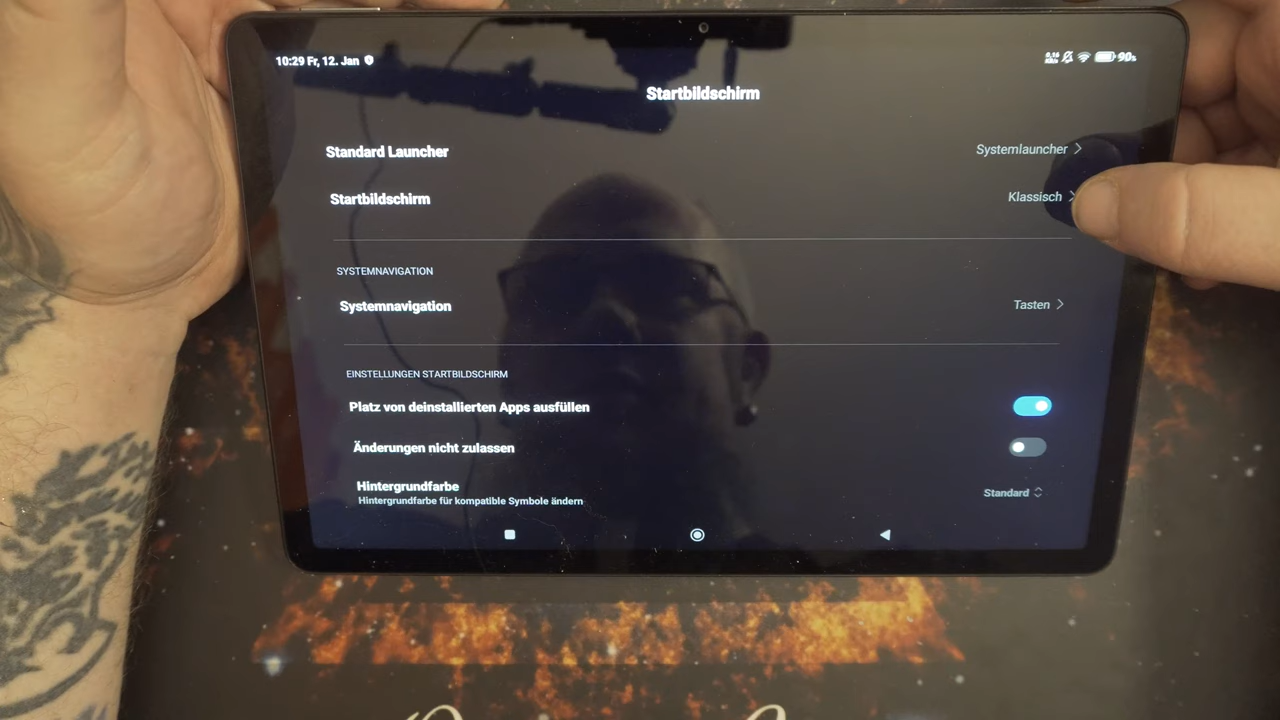 10:29 Fr, 12. Jan
90
Startbildschirm
Standard Launcher
Systemlauncher
Startbildschirm
Klassisch
SYSTEMNAVIGATION
Systemnavigation
Tasten
EINSTELLUNGEN STARTBILDSCHIRM
Platz von deinstallierten Apps ausfüllen
Änderungen nicht zulassen
Hintergrundfarbe
Standard
Hintergrundfarbe für kompatible Symbole ändern